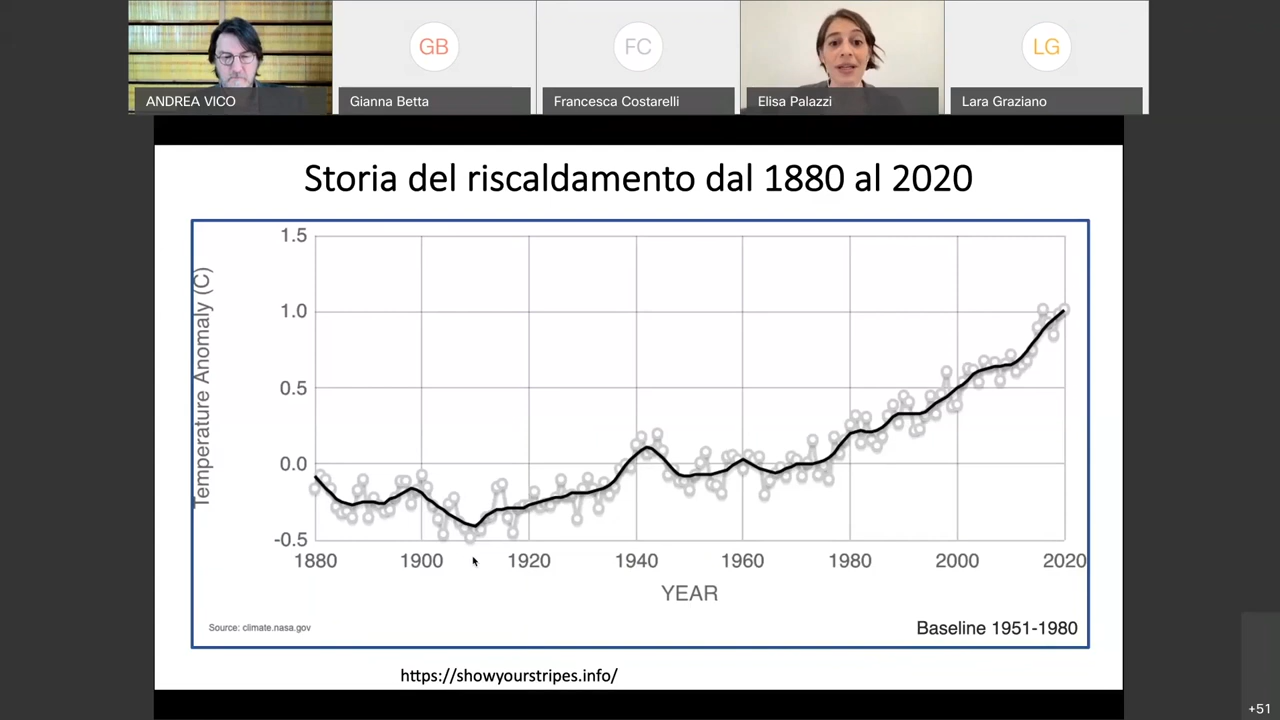 GB
FC
LG
ANDREA VICO
Gianna Betta
Francesca Costarelli
Elisa Palazzi
Lara Graziano
Storia del riscaldamento dal 1880 al 2020
Temperature Anomaly (C)
1.5
1.0
0.5
0.0
-0.5
1880 1900 1920 1940 1960 1980 2000 2020
YEAR
Source: climate.nasa.gov
Baseline 1951-1980
https://showyourstripes.info/
+51